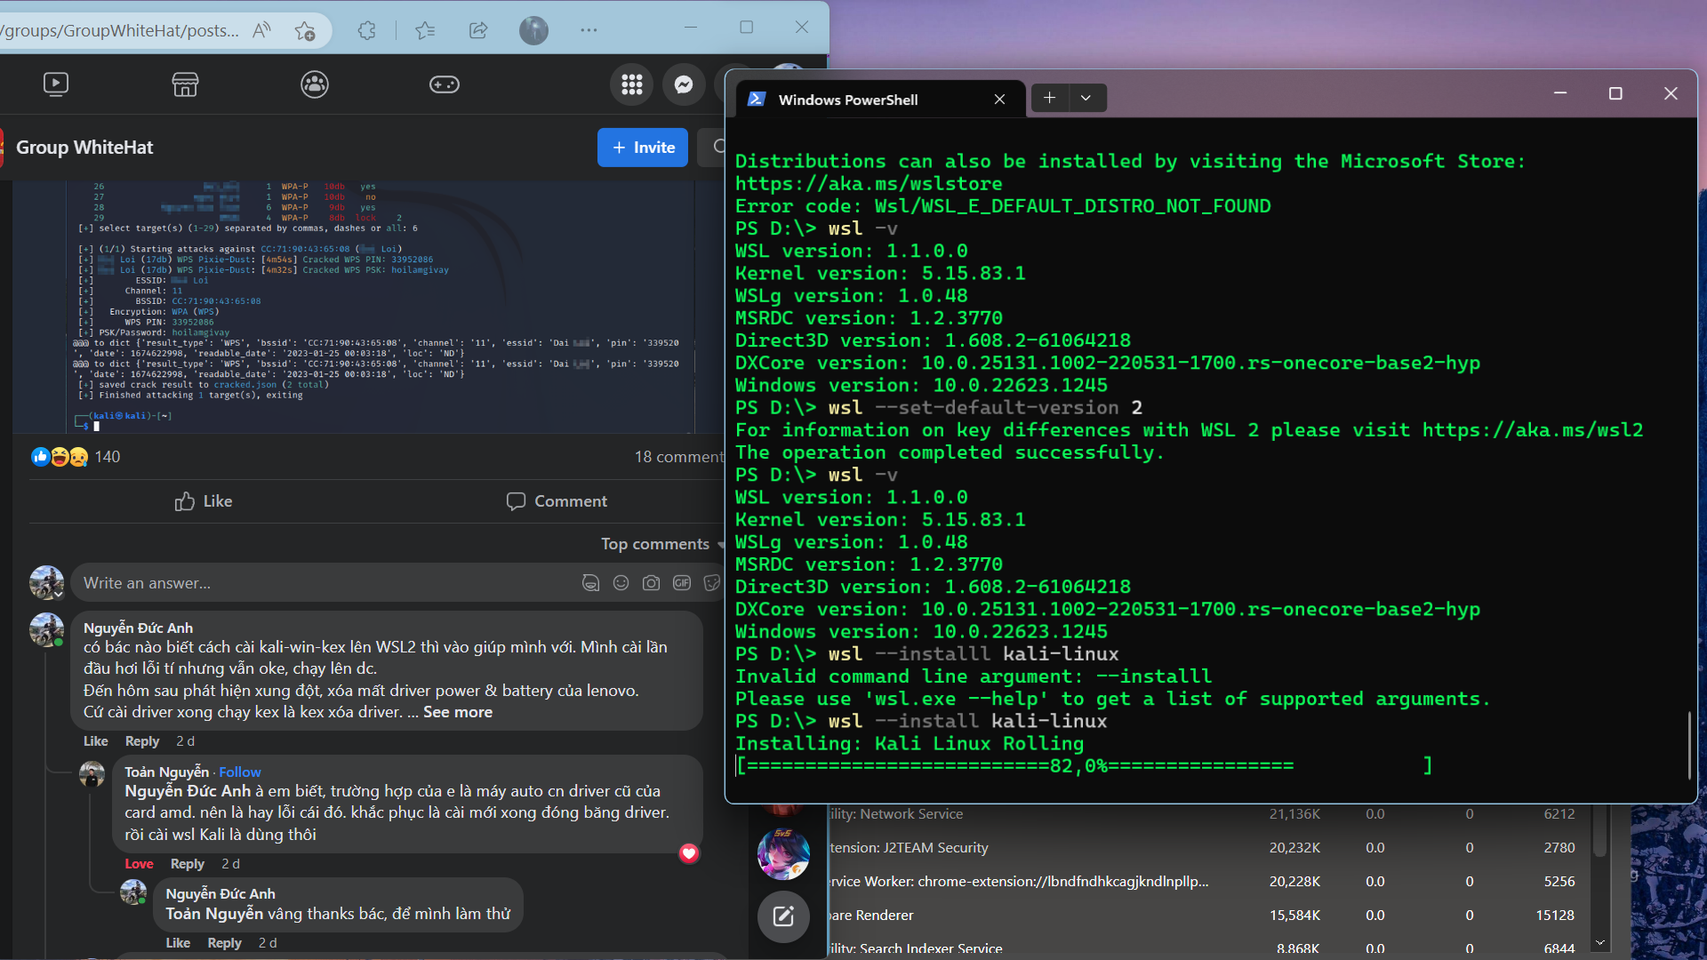 /groups/GroupWhiteHat/posts...
Group WhiteHat
+ Invite
26 1 WPA-P 10db yes
27 1 WPA-P 10db no
28 6 WPA-P 9db yes
29 4 WPA-P 8db lock 2
[+] select target(s) (1-29) separated by commas, dashes or all: 6
[+] (1/1) Starting attacks against CC:71:90:43:65:08 ( Loi)
[+] Loi (17db) WPS Pixie-Dust: [4m54s] Cracked WPS PIN: 33952086
[+] Loi (17db) WPS Pixie-Dust: [4m32s] Cracked WPS PSK: hoilamgivay
[+] ESSID: Loi
[+] Channel: 11
[+] BSSID: CC:71:90:43:65:08
[+] Encryption: WPA (WPS)
[+] WPS PIN: 33952086
[+] PSK/Password: hoilamgivay
@@@ to dict {'result_type': 'WPS', 'bssid': 'CC:71:90:43:65:08', 'channel': '11', 'essid': 'Dai ', 'pin': '339520
', 'date': 1674622998, 'readable_date': '2023-01-25 00:03:18', 'loc': 'ND'}
@@@ to dict {'result_type': 'WPS', 'bssid': 'CC:71:90:43:65:08', 'channel': '11', 'essid': 'Dai ', 'pin': '339520
', 'date': 1674622998, 'readable_date': '2023-01-25 00:03:18', 'loc': 'ND'}
[+] saved crack result to cracked.json (2 total)
[+] Finished attacking 1 target(s), exiting
(kali㉿kali)-[~]
$
140
18 comment
Like
Comment
Top comments
Write an answer...
GIF
Nguyễn Đức Anh
có bác nào biết cách cài kali-win-kex lên WSL2 thì vào giúp mình với. Mình cài lần
đầu hơi lỗi tí nhưng vẫn oke, chạy lên dc.
Đến hôm sau phát hiện xung đột, xóa mất driver power & battery của lenovo.
Cứ cài driver xong chạy kex là kex xóa driver. ... See more
Like Reply 2 d
Toản Nguyễn · Follow
Nguyễn Đức Anh à em biết, trường hợp của e là máy auto cn driver cũ của
card amd. nên là hay lỗi cái đó. khắc phục là cài mới xong đóng băng driver.
rồi cài wsl Kali là dùng thôi
Love Reply 2 d
Nguyễn Đức Anh
Toản Nguyễn vâng thanks bác, để mình làm thử
Like Reply 2 d
5v5
Windows PowerShell
Distributions can also be installed by visiting the Microsoft Store:
https://aka.ms/wslstore
Error code: Wsl/WSL_E_DEFAULT_DISTRO_NOT_FOUND
PS D:\> wsl -v
WSL version: 1.1.0.0
Kernel version: 5.15.83.1
WSLg version: 1.0.48
MSRDC version: 1.2.3770
Direct3D version: 1.608.2-61064218
DXCore version: 10.0.25131.1002-220531-1700.rs-onecore-base2-hyp
Windows version: 10.0.22623.1245
PS D:\> wsl --set-default-version 2
For information on key differences with WSL 2 please visit https://aka.ms/wsl2
The operation completed successfully.
PS D:\> wsl -v
WSL version: 1.1.0.0
Kernel version: 5.15.83.1
WSLg version: 1.0.48
MSRDC version: 1.2.3770
Direct3D version: 1.608.2-61064218
DXCore version: 10.0.25131.1002-220531-1700.rs-onecore-base2-hyp
Windows version: 10.0.22623.1245
PS D:\> wsl --installl kali-linux
Invalid command line argument: --installl
Please use 'wsl.exe --help' to get a list of supported arguments.
PS D:\> wsl --install kali-linux
Installing: Kali Linux Rolling
[==========================82,0%================ ]
ility: Network Service 21,136K 0.0 0 6212
tension: J2TEAM Security 20,232K 0.0 0 2780
rvice Worker: chrome-extension://lbndfndhkcagjkndlnpllp... 20,228K 0.0 0 5256
are Renderer 15,584K 0.0 0 15128
ility: Search Indexer Service 8,868K 0.0 0 6844